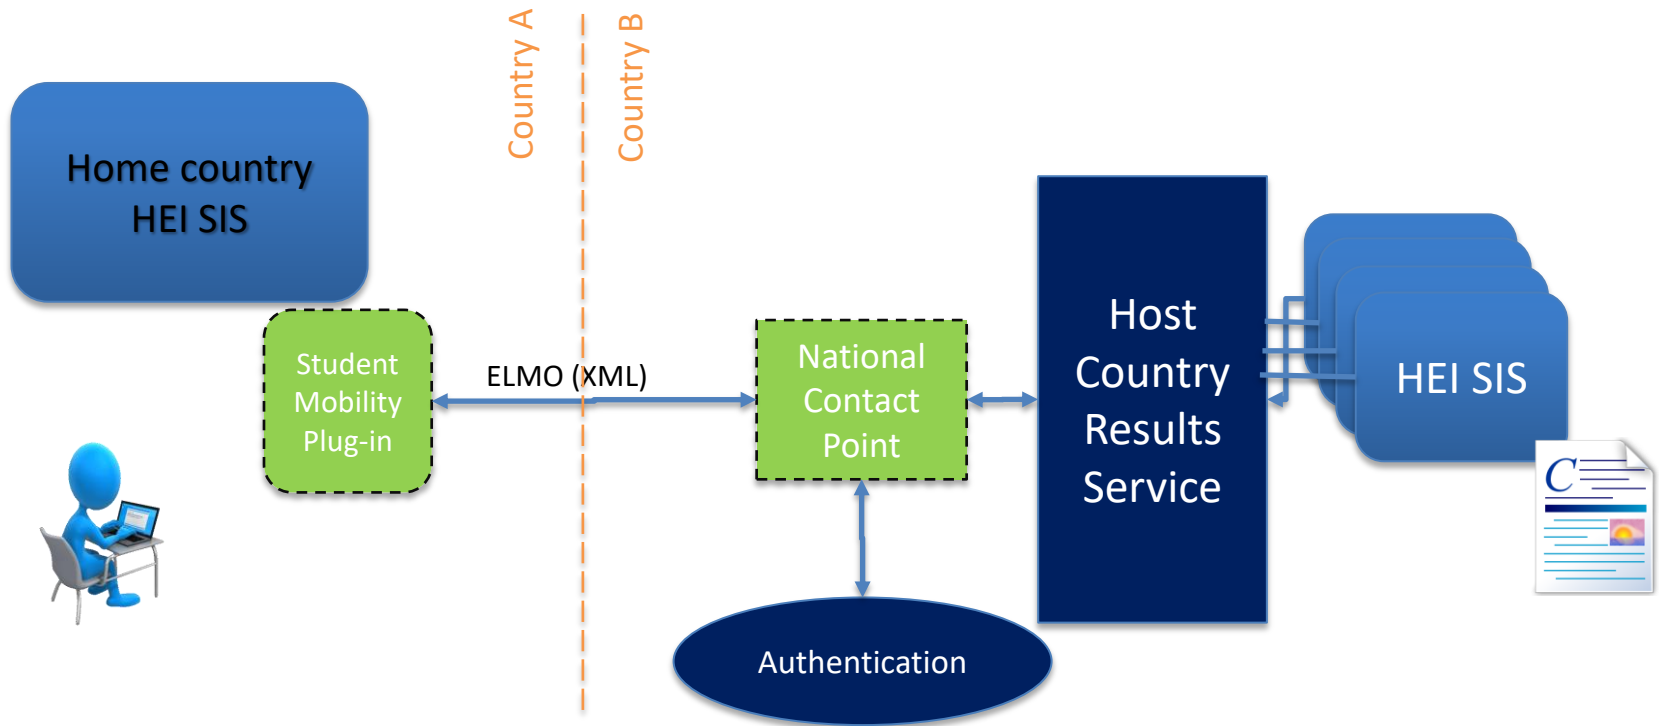 Country A
Country B
Home country
HEI SIS
Student
Mobility
Plug-in
ELMO (XML)
National
Contact
Point
Host
Country
Results
Service
HEI SIS
C
Authentication